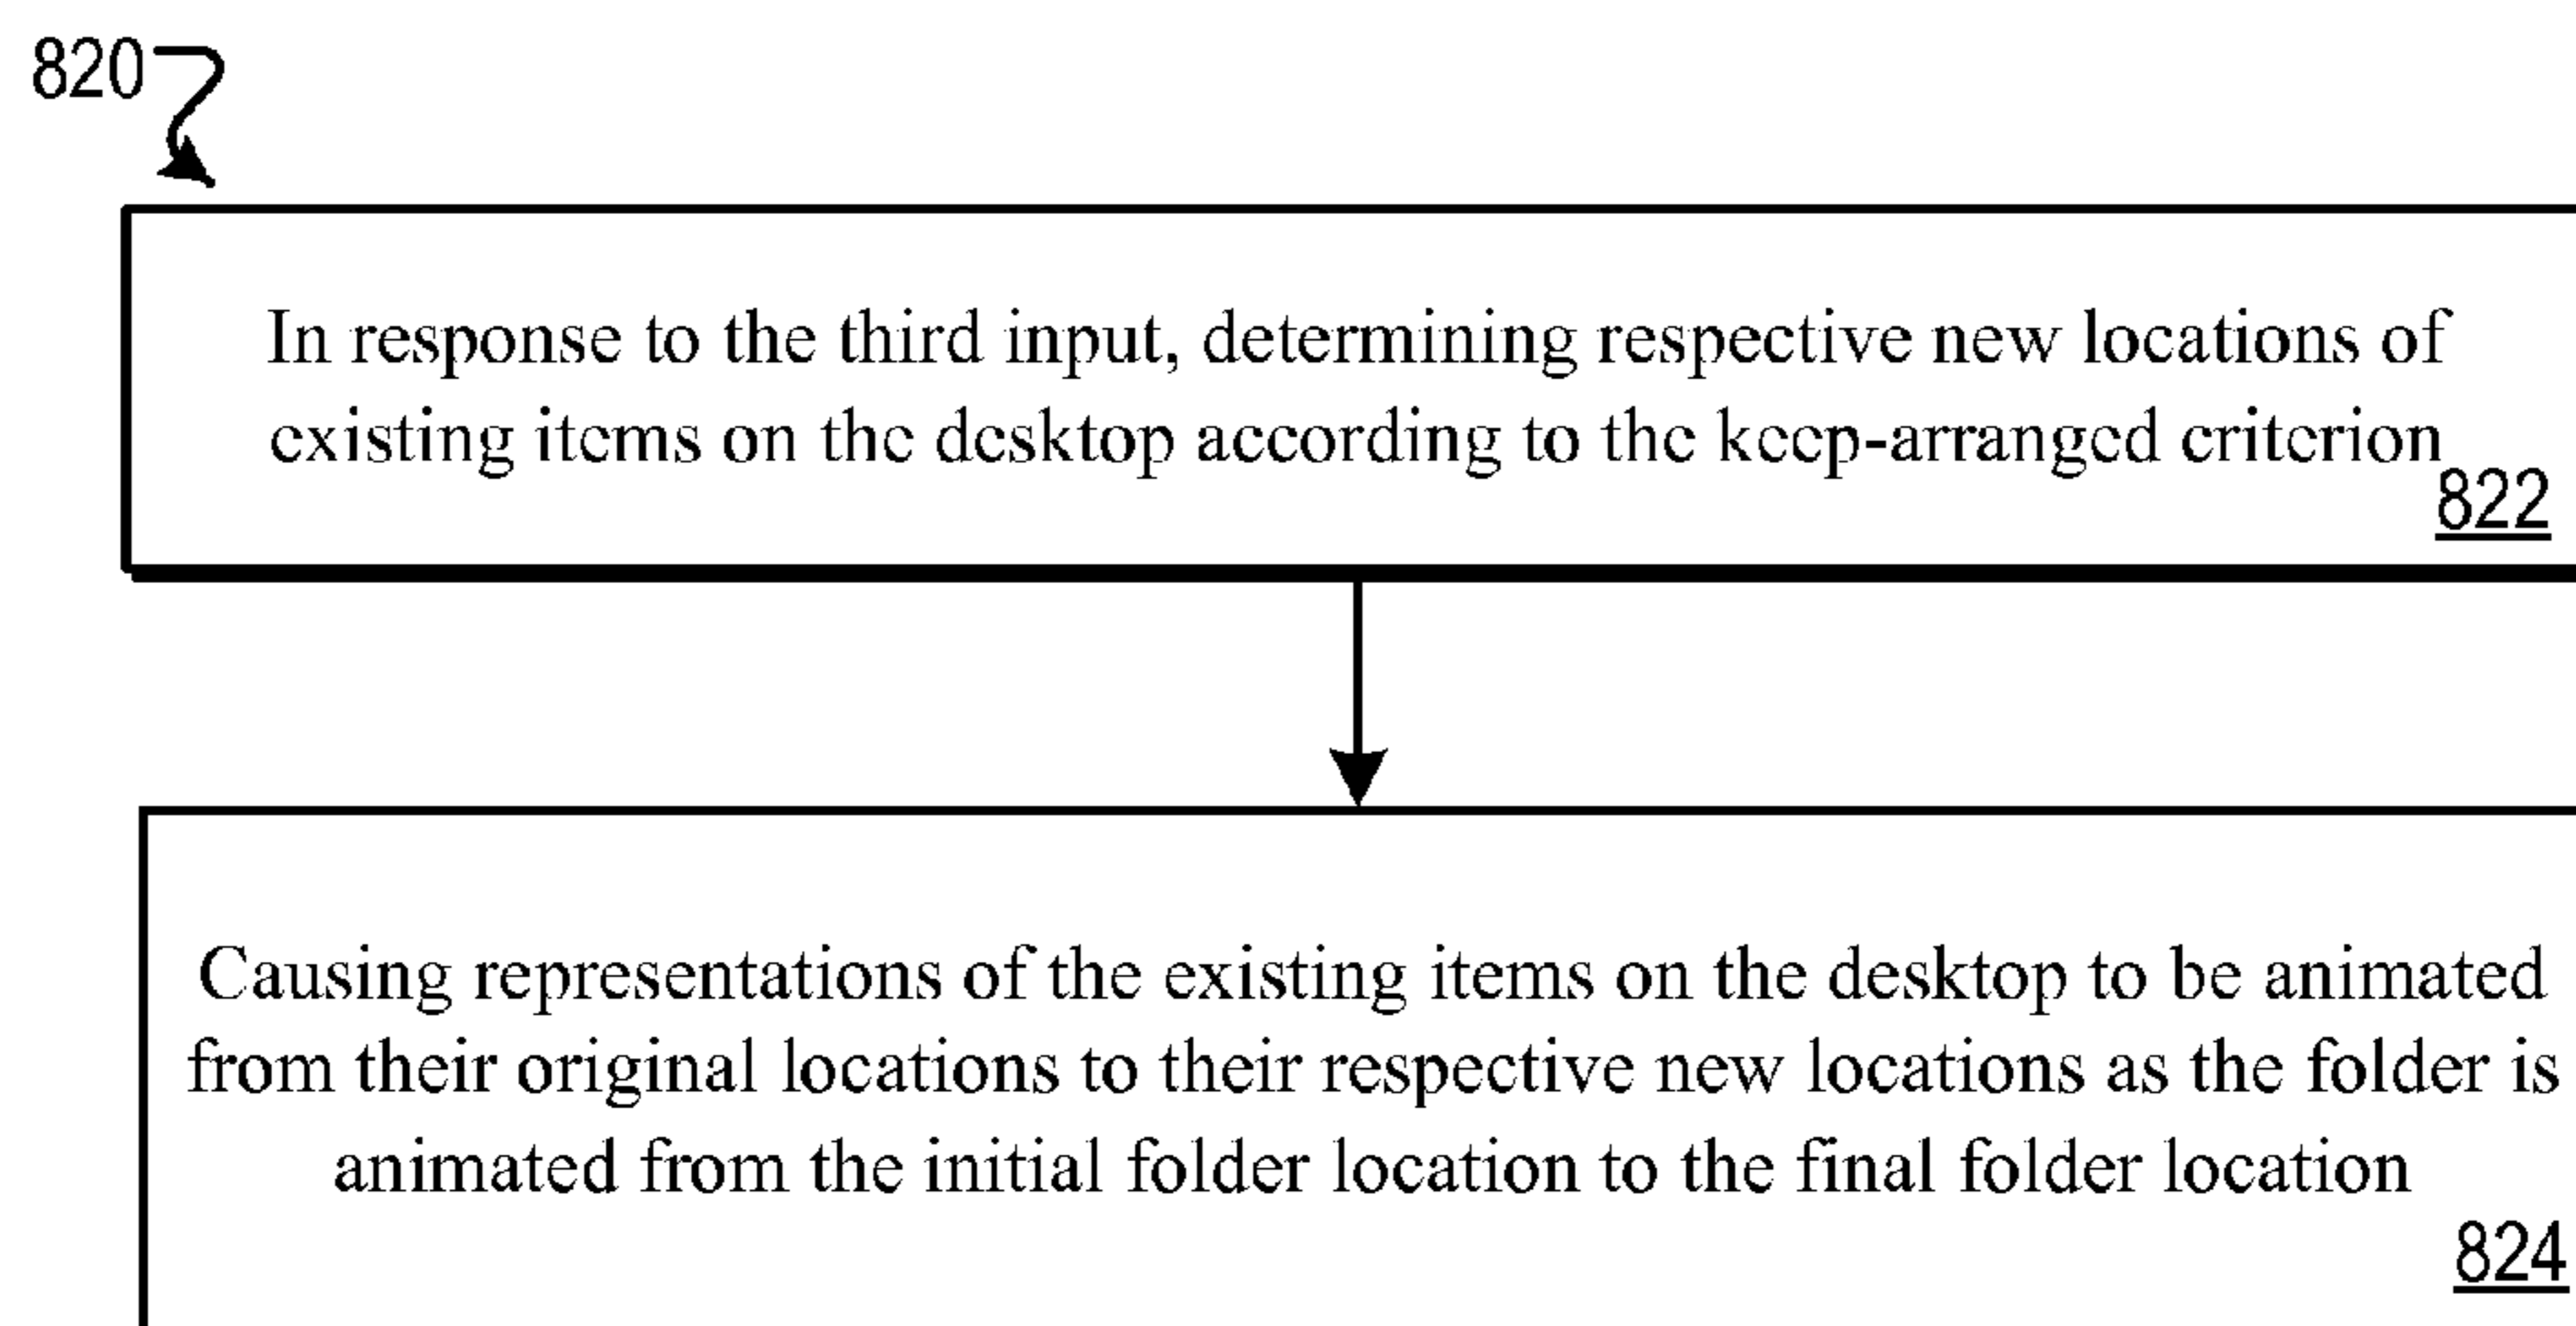 820
In response to the third input, determining respective new locations of
existing items on the desktop according to the keep-arranged criterion
822
Causing representations of the existing items on the desktop to be animated
from their original locations to their respective new locations as the folder is
animated from the initial folder location to the final folder location
824